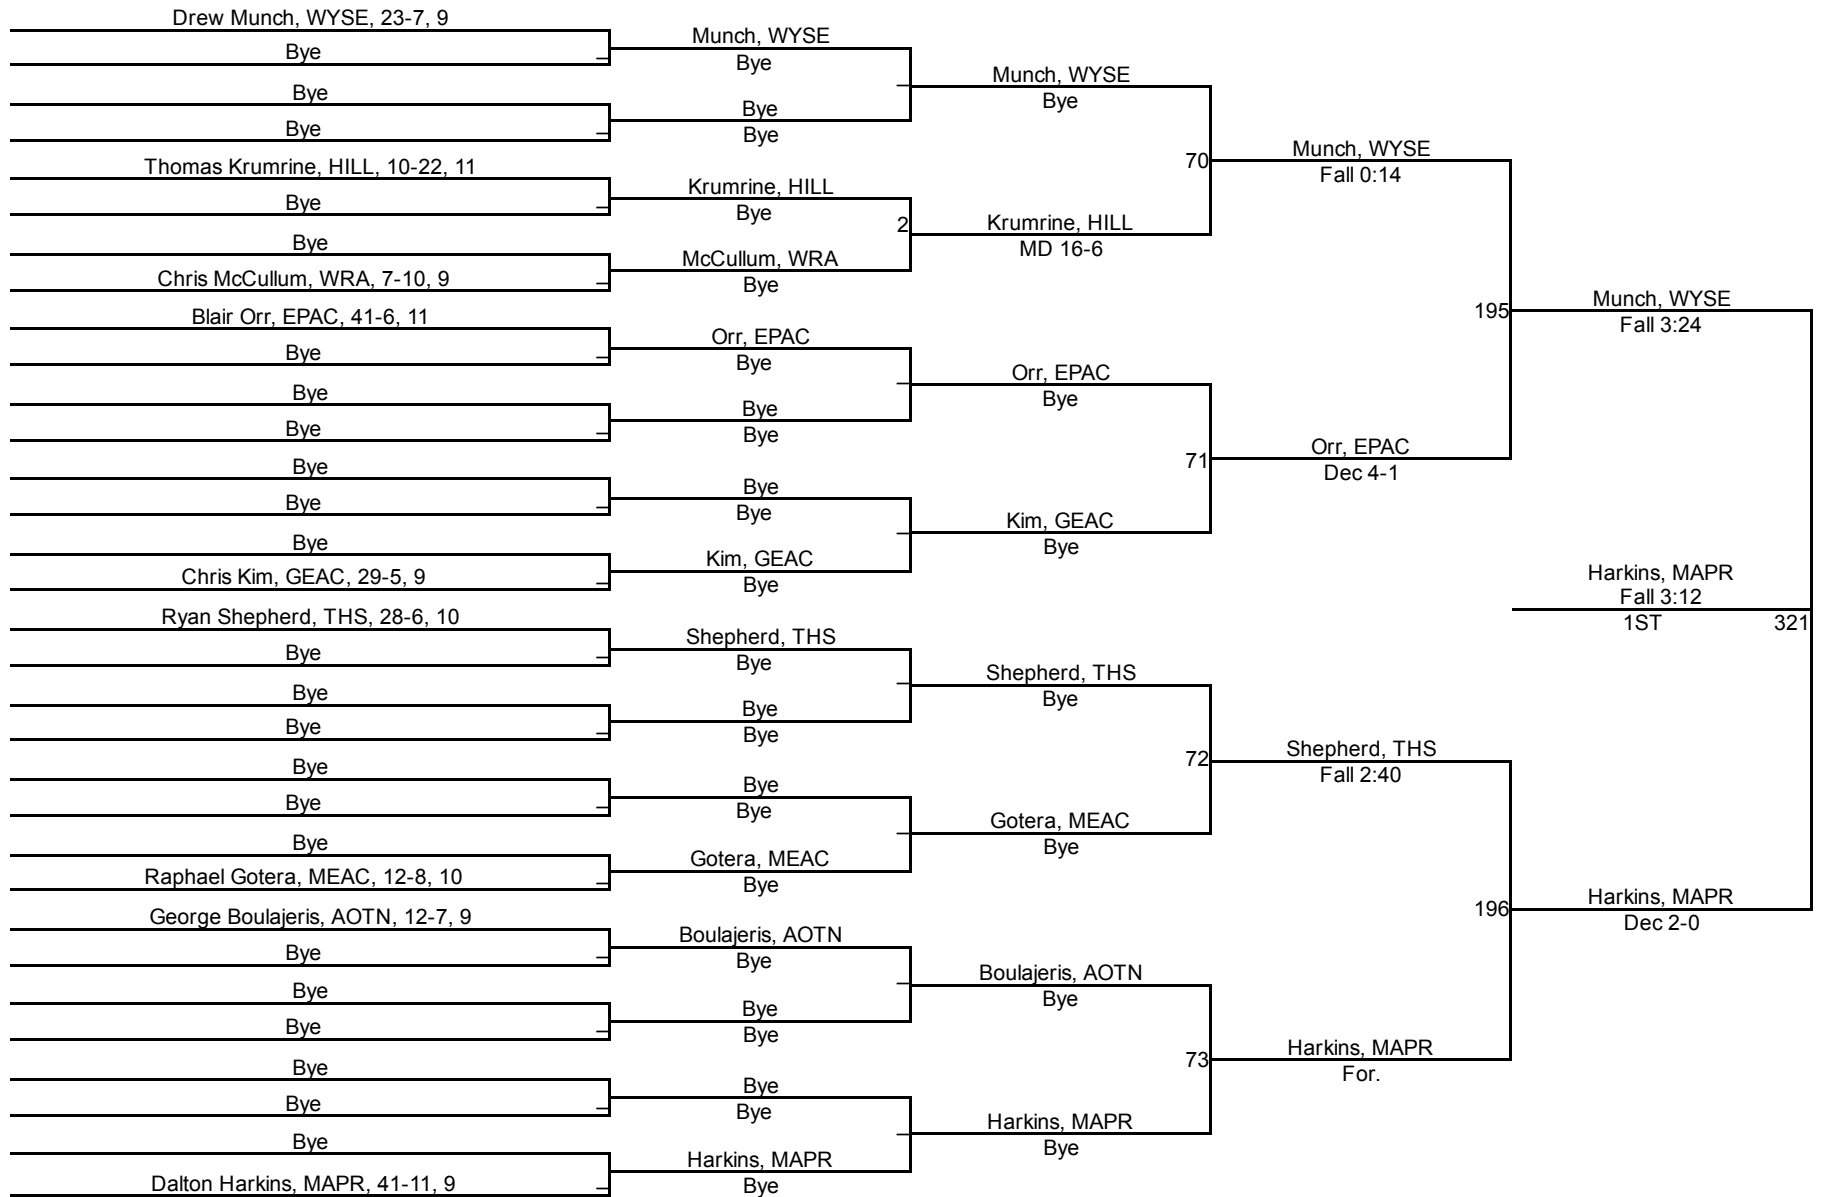 Drew Munch, WYSE, 23-7, 9
Bye
Bye
Bye
Thomas Krumrine, HILL, 10-22, 11
Bye
Bye
Chris McCullum, WRA, 7-10, 9
Blair Orr, EPAC, 41-6, 11
Bye
Bye
Bye
Bye
Bye
Bye
Chris Kim, GEAC, 29-5, 9
Ryan Shepherd, THS, 28-6, 10
Bye
Bye
Bye
Bye
Bye
Bye
Raphael Gotera, MEAC, 12-8, 10
George Boulajeris, AOTN, 12-7, 9
Bye
Bye
Bye
Bye
Bye
Bye
Dalton Harkins, MAPR, 41-11, 9
Munch, WYSE
Bye
Bye
Bye
Krumrine, HILL
Bye
2
McCullum, WRA
Bye
Orr, EPAC
Bye
Bye
Bye
Bye
Bye
Kim, GEAC
Bye
Shepherd, THS
Bye
Bye
Bye
Bye
Bye
Gotera, MEAC
Bye
Boulajeris, AOTN
Bye
Bye
Bye
Bye
Bye
Harkins, MAPR
Bye
Munch, WYSE
Bye
70
Krumrine, HILL
MD 16-6
Orr, EPAC
Bye
71
Kim, GEAC
Bye
Shepherd, THS
Bye
72
Gotera, MEAC
Bye
Boulajeris, AOTN
Bye
73
Harkins, MAPR
Bye
Munch, WYSE
Fall 0:14
195
Orr, EPAC
Dec 4-1
Shepherd, THS
Fall 2:40
196
Harkins, MAPR
For.
Munch, WYSE
Fall 3:24
Harkins, MAPR
Fall 3:12
1ST
321
Harkins, MAPR
Dec 2-0